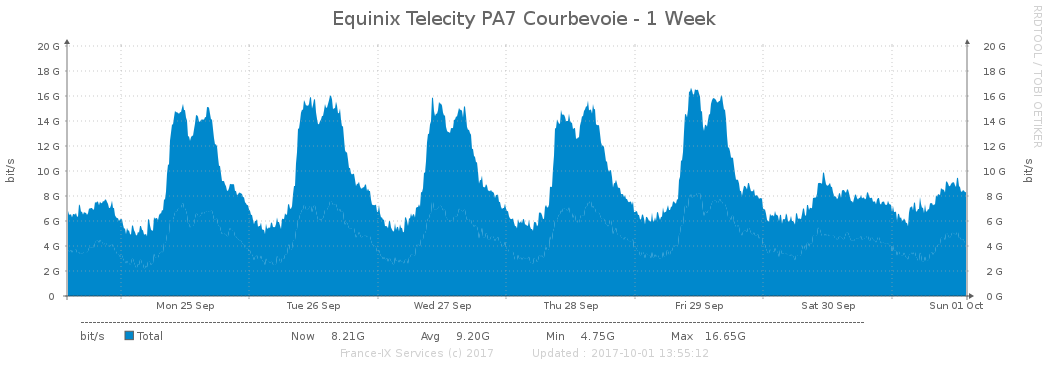 Equinix Telecity PA7 Courbevoie - 1 Week
RRDTOOL / TOBI OETIKER
20 G 20 G
18 G 18 G
16 G 16 G
14 G 14 G
12 G 12 G
10 G 10 G
8 G 8 G
6 G 6 G
4 G 4 G
2 G 2 G
0 0 G
bit/s bit/s
Mon 25 Sep Tue 26 Sep Wed 27 Sep Thu 28 Sep Fri 29 Sep Sat 30 Sep Sun 01 Oct
bit/s Total Now 8.21G Avg 9.20G Min 4.75G Max 16.65G
France-IX Services (c) 2017 Updated : 2017-10-01 13:55:12